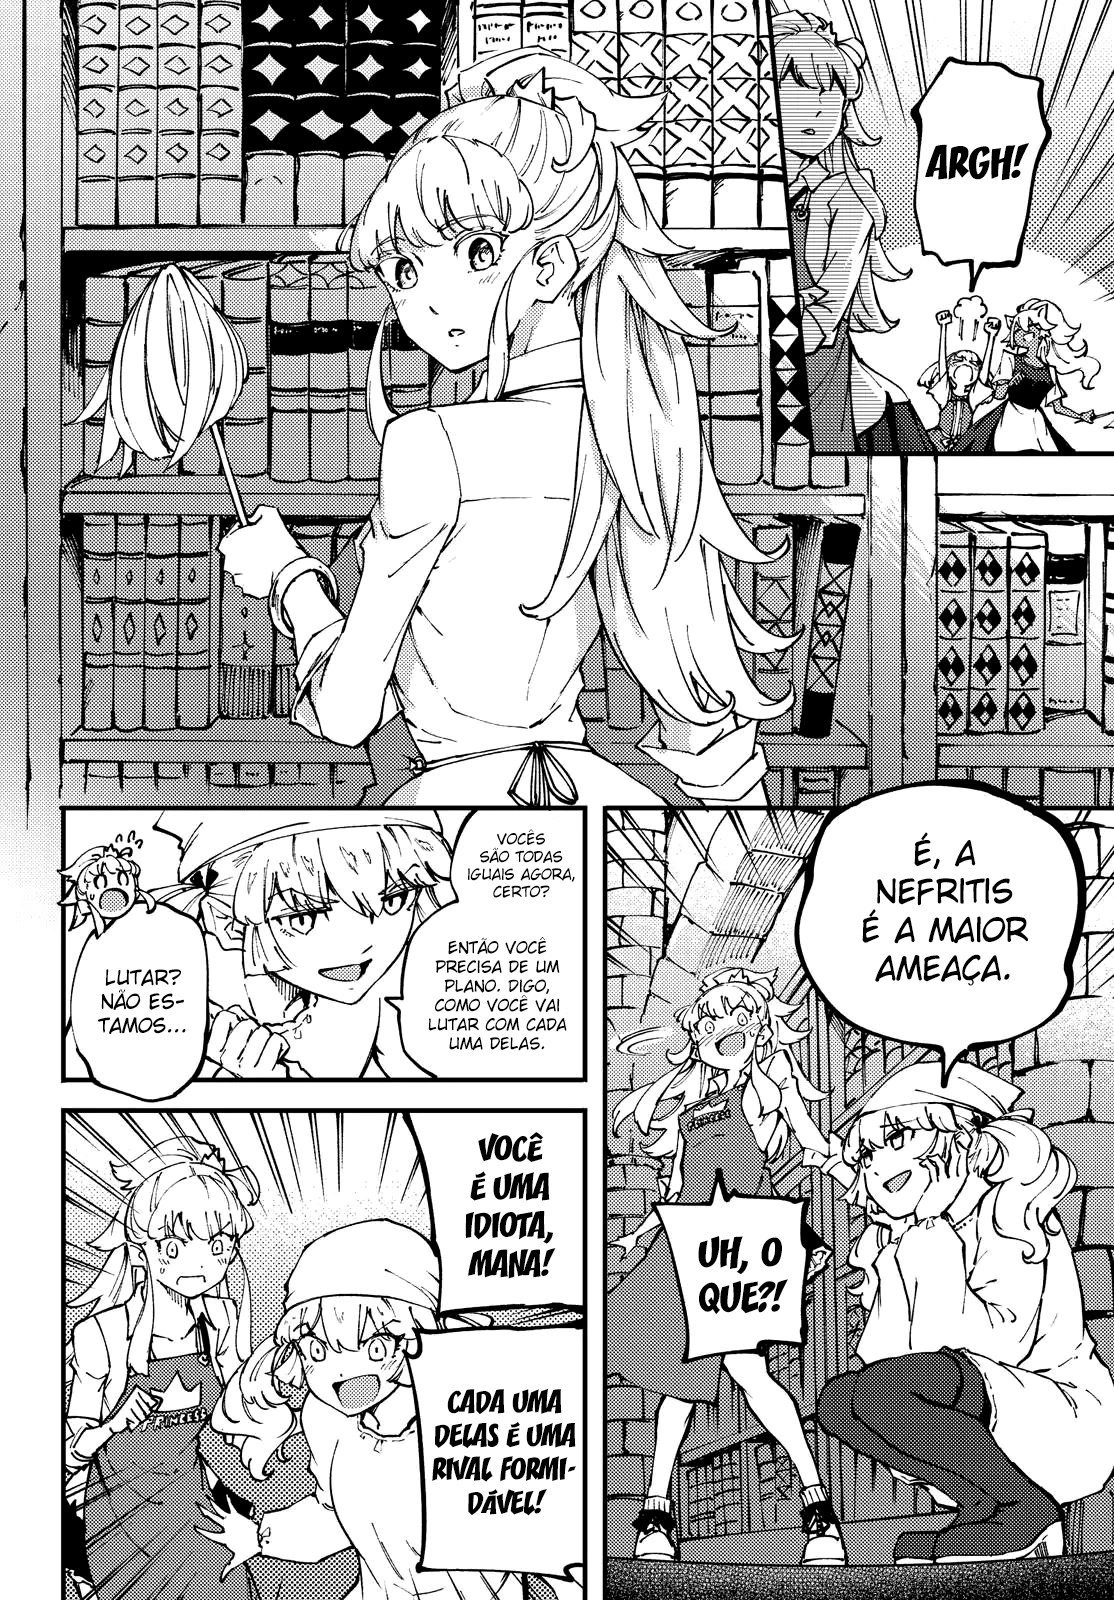 ARGH!
É, A
NEFRITIS
É A MAIOR
AMEAÇA.
UH, O
QUE?!
PRINCESS
VOCÊS
SÃO TODAS
IGUAIS AGORA,
CERTO?
ENTÃO VOCÊ
PRECISA DE UM
PLANO. DIGO,
COMO VOCÊ VAI
LUTAR COM CADA
UMA DELAS.
LUTAR?
NÃO ES-
TAMOS...
VOCÊ
É UMA
IDIOTA,
MANA!
CADA UMA
DELAS É UMA
RIVAL FORMI-
DÁVEL!
PRINCESS